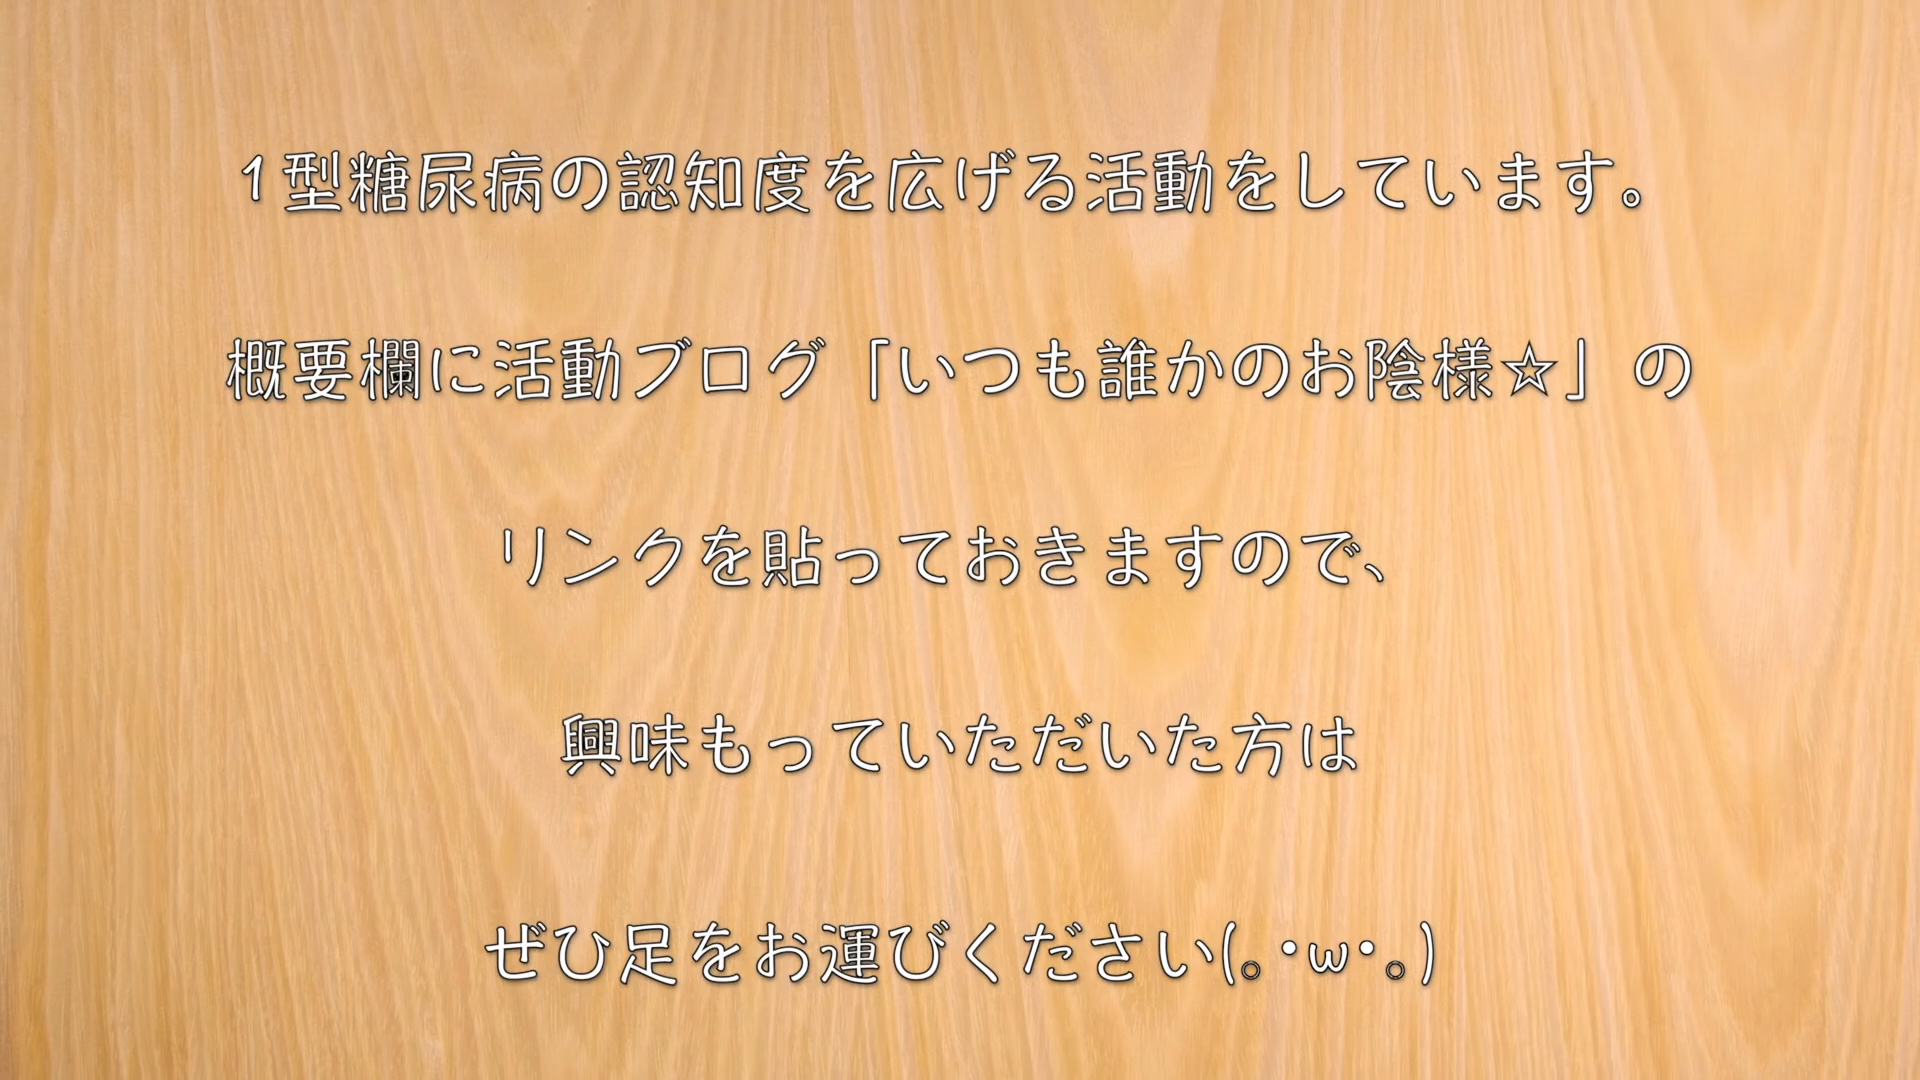 1型糖尿病の認知度を広げる活動をしています。
概要欄に活動ブログ「いつも誰かのお陰様☆」の
リンクを貼っておきますので、
興味もっていただいた方は
ぜひ足をお運びください(｡･ω･｡)